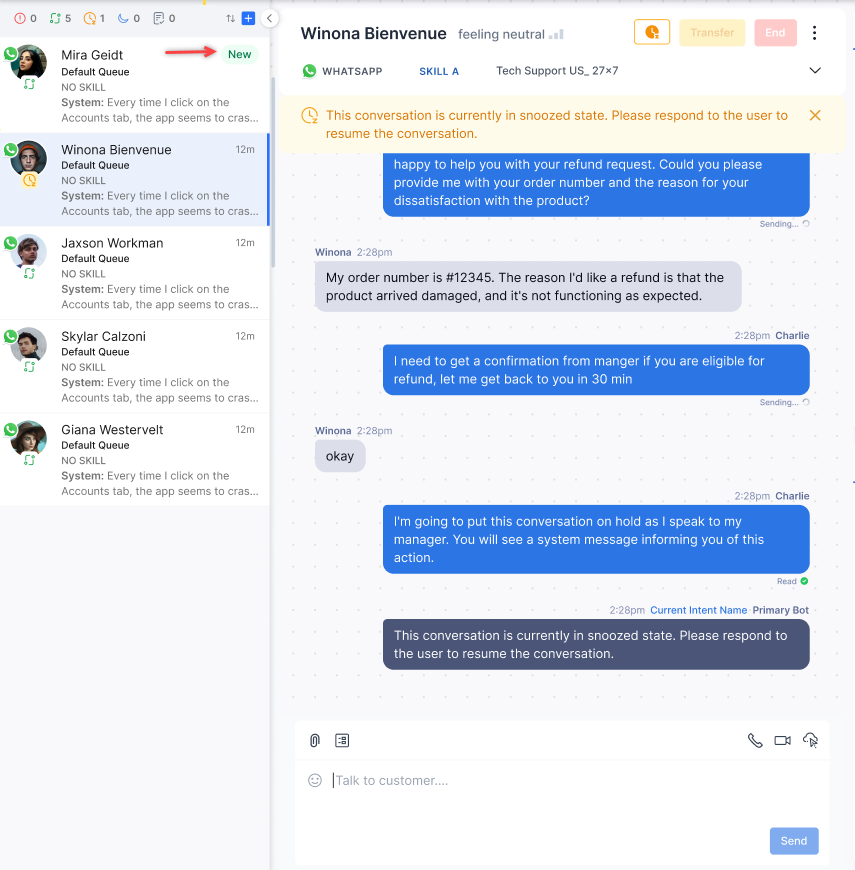 0 5 1 0 0
Mira Geidt New
Default Queue
NO SKILL
System: Every time I click on the
Accounts tab, the app seems to cras...
Winona Bienvenue 12m
Default Queue
NO SKILL
System: Every time I click on the
Accounts tab, the app seems to cras...
Jaxson Workman 12m
Default Queue
NO SKILL
System: Every time I click on the
Accounts tab, the app seems to cras...
Skylar Calzoni 12m
Default Queue
NO SKILL
System: Every time I click on the
Accounts tab, the app seems to cras...
Giana Westervelt 12m
Default Queue
NO SKILL
System: Every time I click on the
Accounts tab, the app seems to cras...
Winona Bienvenue feeling neutral
Transfer End
WHATSAPP SKILL A Tech Support US_ 27x7
This conversation is currently in snoozed state. Please respond to the user to
resume the conversation.
happy to help you with your refund request. Could you please
provide me with your order number and the reason for your
dissatisfaction with the product?
Sending...
Winona 2:28pm
My order number is #12345. The reason I'd like a refund is that the
product arrived damaged, and it's not functioning as expected.
2:28pm Charlie
I need to get a confirmation from manger if you are eligible for
refund, let me get back to you in 30 min
Sending...
Winona 2:28pm
okay
2:28pm Charlie
I'm going to put this conversation on hold as I speak to my
manager. You will see a system message informing you of this
action.
Read
2:28pm Current Intent Name Primary Bot
This conversation is currently in snoozed state. Please respond to
the user to resume the conversation.
Talk to customer....
Send